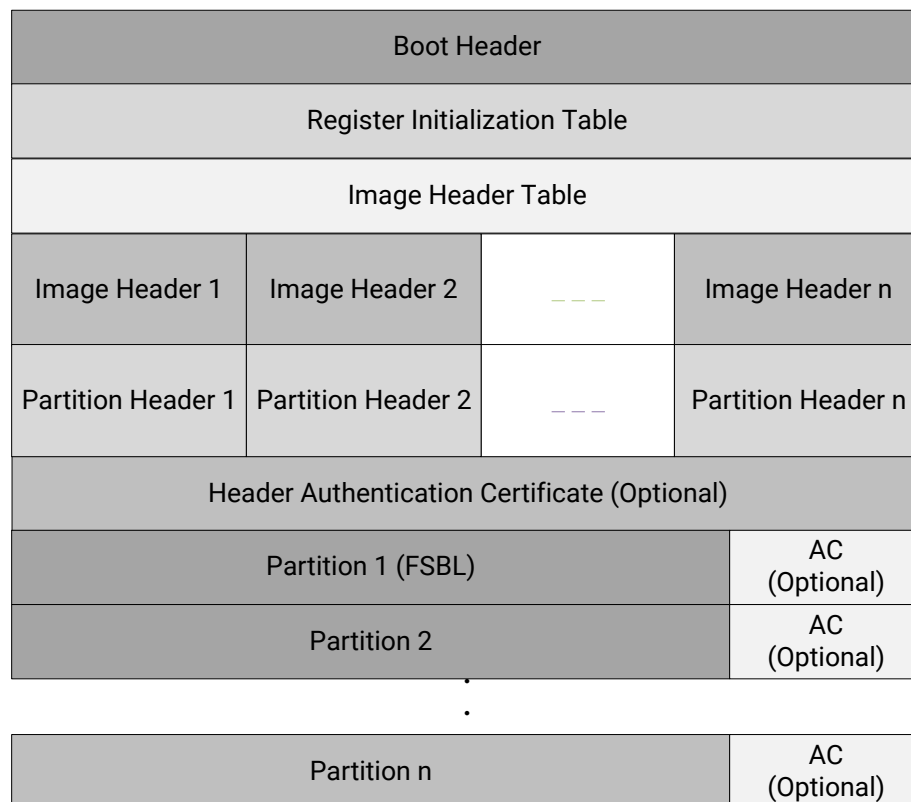 Boot Header
Register Initialization Table
Image Header Table
Image Header 1 Image Header 2 _ _ _ Image Header n
Partition Header 1 Partition Header 2 _ _ _ Partition Header n
Header Authentication Certificate (Optional)
Partition 1 (FSBL)
AC
(Optional)
Partition 2
AC
(Optional)
.
.
Partition n
AC
(Optional)